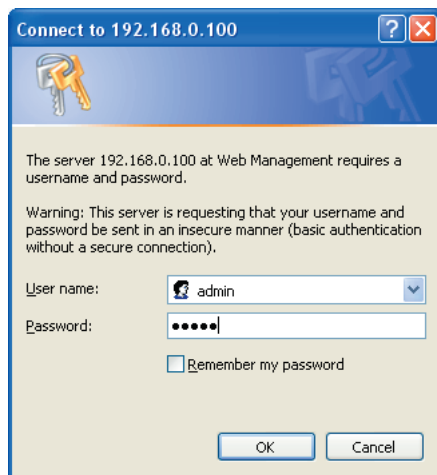 Connect to 192.168.0.100
The server 192.168.0.100 at Web Management requires a
username and password.
Warning: This server is requesting that your username and
password be sent in an insecure manner (basic authentication
without a secure connection).
User name:
admin
Password:
•••••
Remember my password
OK
Cancel